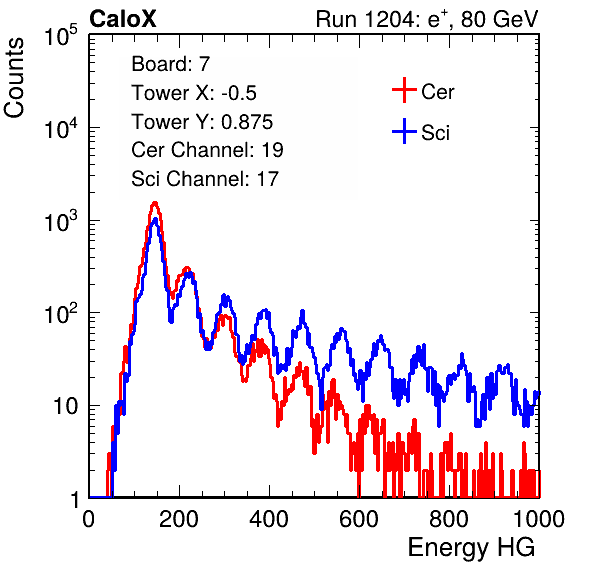 CaloX Run 1204: e⁺, 80 GeV
Counts
10⁵
10⁴
10³
10²
10
1
Board: 7
Tower X: -0.5
Tower Y: 0.875
Cer Channel: 19
Sci Channel: 17
Cer
Sci
0 200 400 600 800 1000
Energy HG